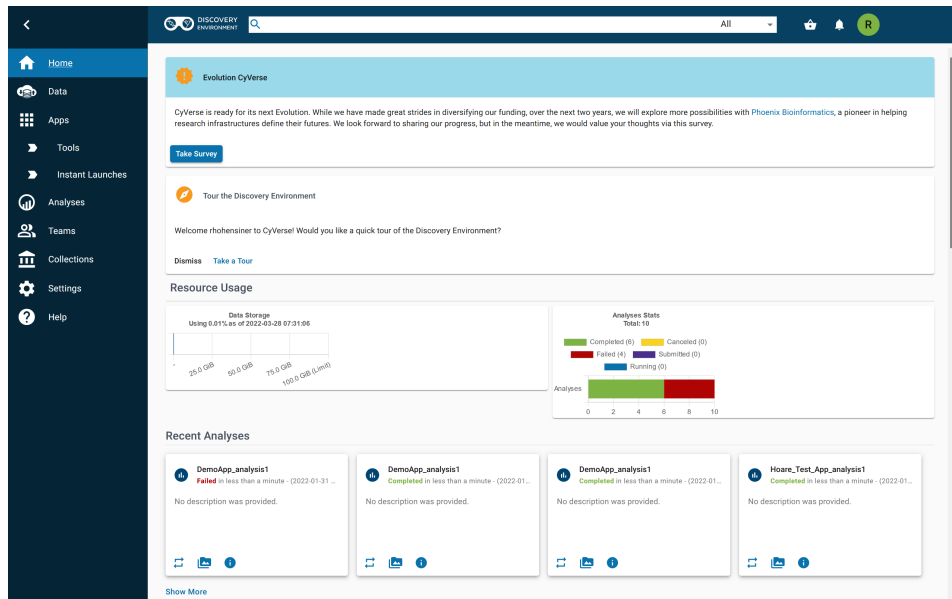 DISCOVERY
ENVIRONMENT
All
R
Home
Data
Apps
Tools
Instant Launches
Analyses
Teams
Collections
Settings
Help
Evolution CyVerse
CyVerse is ready for its next Evolution. While we have made great strides in diversifying our funding, over the next two years, we will explore more possibilities with Phoenix Bioinformatics, a pioneer in helping
research infrastructures define their futures. We look forward to sharing our progress, but in the meantime, we would value your thoughts via this survey.
Take Survey
Tour the Discovery Environment
Welcome rhohensiner to CyVerse! Would you like a quick tour of the Discovery Environment?
Dismiss Take a Tour
Resource Usage
Data Storage
Using 0.01% as of 2022-03-28 07:31:06
25.0 GiB 50.0 GiB 75.0 GiB 100.0 GiB (Limit)
Analyses Stats
Total: 10
Completed (6) Canceled (0)
Failed (4) Submitted (0)
Running (0)
Analyses
0 2 4 6 8 10
Recent Analyses
DemoApp_analysis1
Failed in less than a minute - (2022-01-31 ...
No description was provided.
DemoApp_analysis1
Completed in less than a minute - (2022-01...
No description was provided.
DemoApp_analysis1
Completed in less than a minute - (2022-01...
No description was provided.
Hoare_Test_App_analysis1
Completed in less than a minute - (2022-01...
No description was provided.
Show More